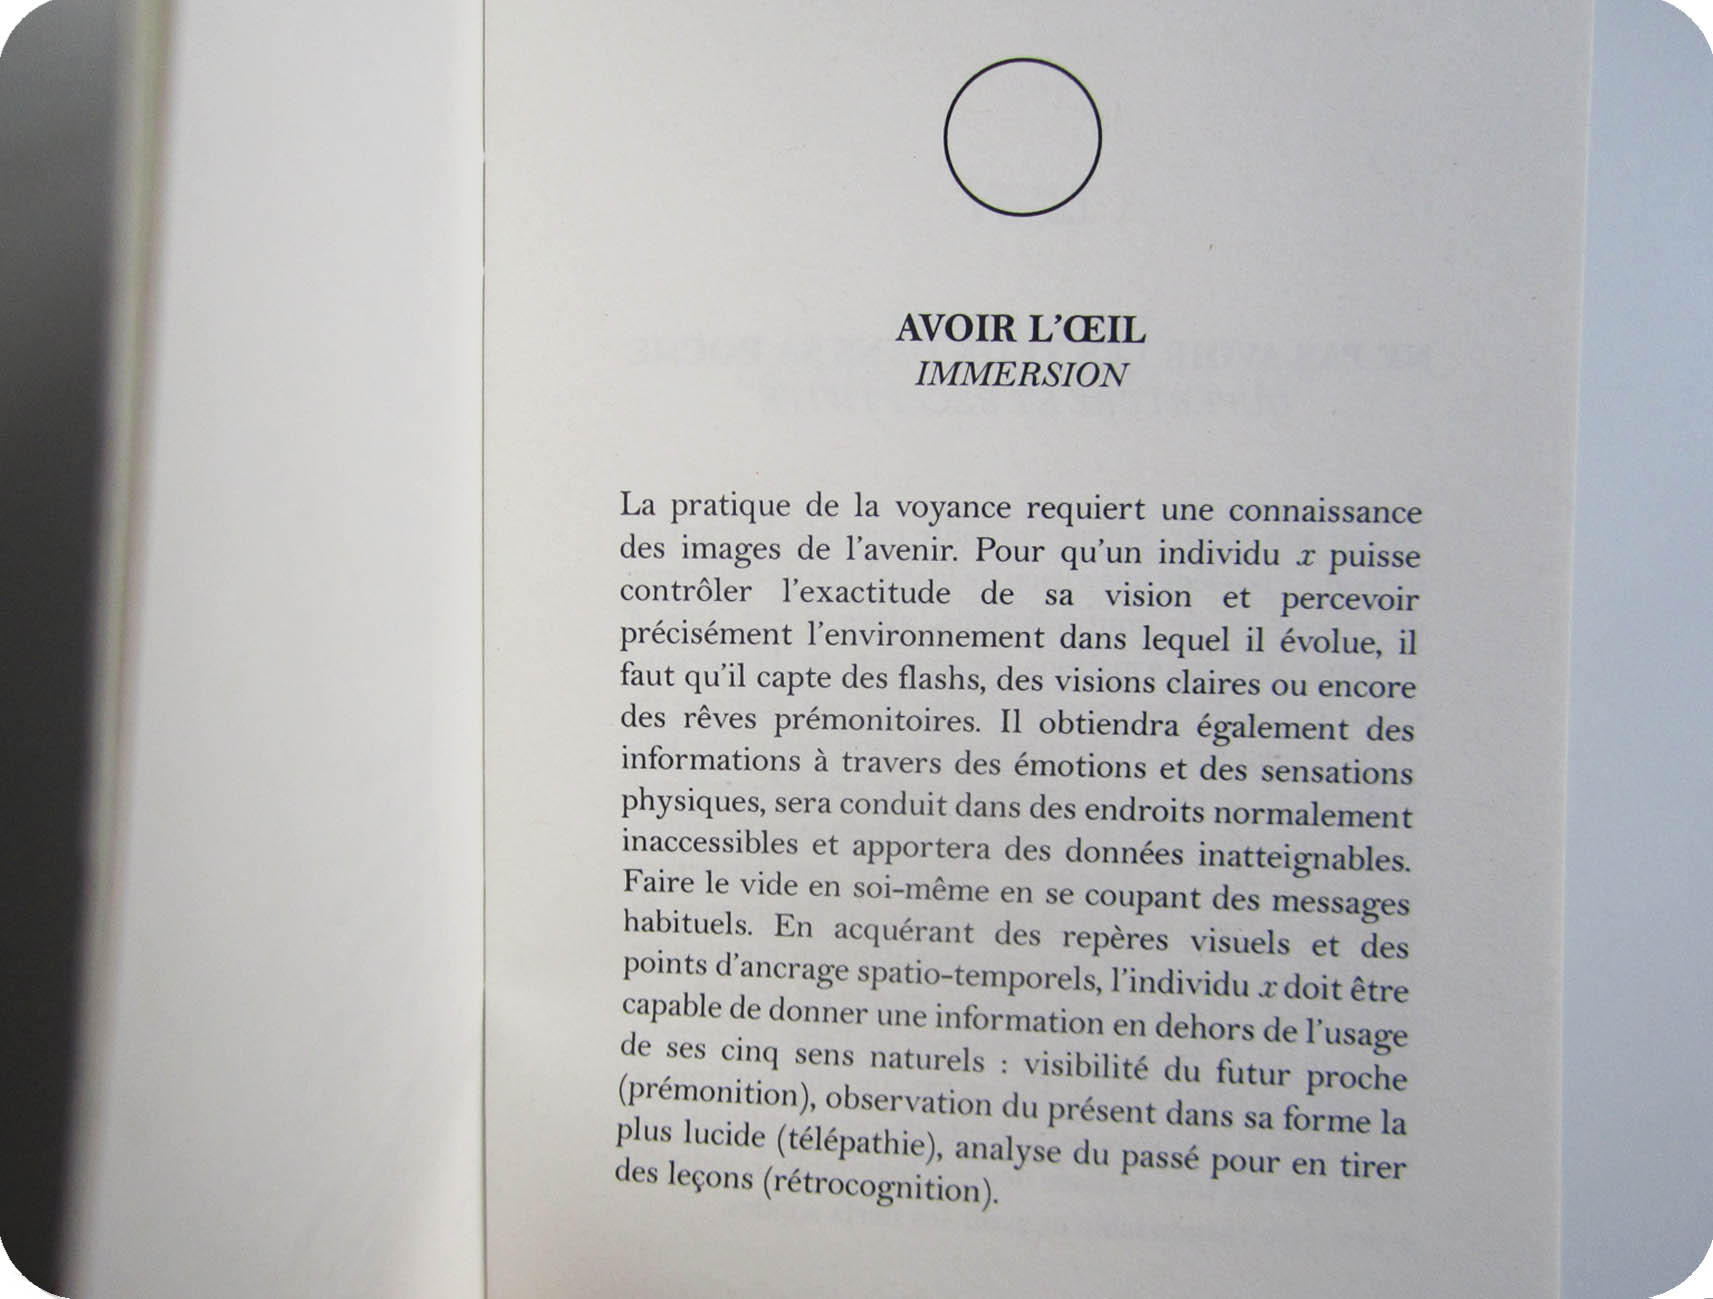 AVOIR L'ŒIL
IMMERSION
La pratique de la voyance requiert une connaissance
des images de l'avenir. Pour qu'un individu x puisse
contrôler l'exactitude de sa vision et percevoir
précisément l'environnement dans lequel il évolue, il
faut qu'il capte des flashs, des visions claires ou encore
des rêves prémonitoires. Il obtiendra également des
informations à travers des émotions et des sensations
physiques, sera conduit dans des endroits normalement
inaccessibles et apportera des données inatteignables.
Faire le vide en soi-même en se coupant des messages
habituels. En acquérant des repères visuels et des
points d'ancrage spatio-temporels, l'individu x doit être
capable de donner une information en dehors de l'usage
de ses cinq sens naturels : visibilité du futur proche
(prémonition), observation du présent dans sa forme la
plus lucide (télépathie), analyse du passé pour en tirer
des leçons (rétrocognition).